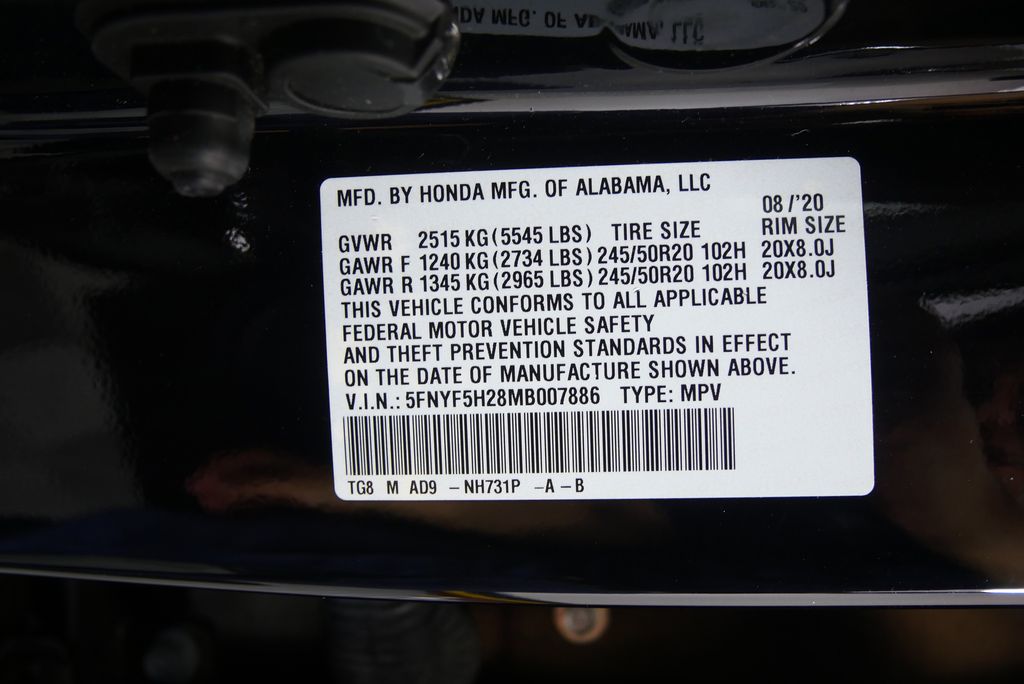 MFD. BY HONDA MFG. OF ALABAMA, LLC
08/'20
GVWR 2515 KG (5545 LBS) TIRE SIZE RIM SIZE
GAWR F 1240 KG (2734 LBS) 245/50R20 102H 20X8.0J
GAWR R 1345 KG (2965 LBS) 245/50R20 102H 20X8.0J
THIS VEHICLE CONFORMS TO ALL APPLICABLE
FEDERAL MOTOR VEHICLE SAFETY
AND THEFT PREVENTION STANDARDS IN EFFECT
ON THE DATE OF MANUFACTURE SHOWN ABOVE.
V.I.N.: 5FNYF5H28MB007886 TYPE: MPV
TG8 M AD9 -NH731P -A -B